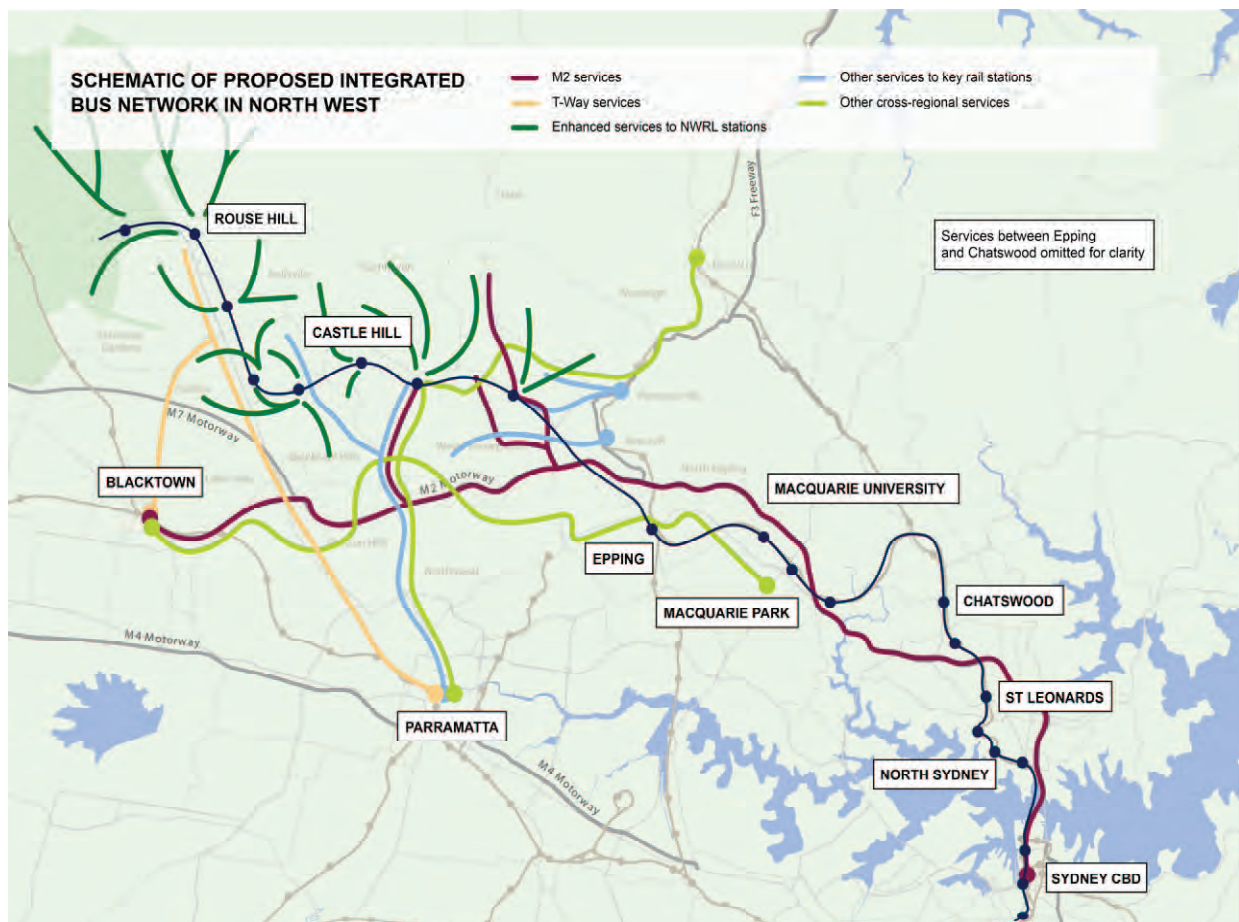 SCHEMATIC OF PROPOSED INTEGRATED
BUS NETWORK IN NORTH WEST
M2 services
T-Way services
Enhanced services to NWRL stations
Other services to key rail stations
Other cross-regional services
F3 Freeway
ROUSE HILL
Services between Epping
and Chatswood omitted for clarity
CASTLE HILL
M7 Motorway
BLACKTOWN
M2 Motorway
MACQUARIE UNIVERSITY
EPPING
MACQUARIE PARK
CHATSWOOD
M4 Motorway
ST LEONARDS
PARRAMATTA
NORTH SYDNEY
M4 Motorway
SYDNEY CBD